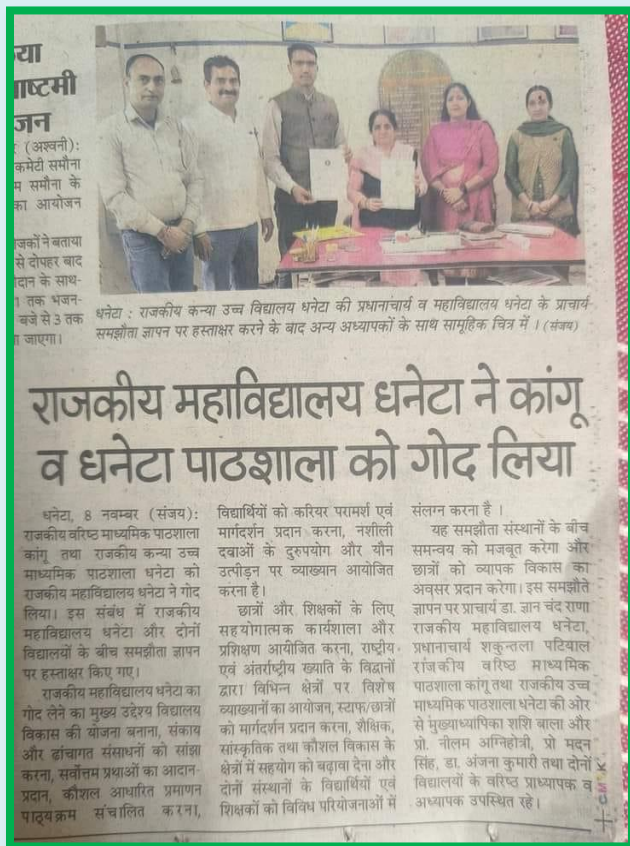 या
ाष्टमी
जन
(अश्वनी):
कमेटी समौना
म समौना के
का आयोजन
जकों ने बताया
से दोपहर बाद
दान के साथ-
1 तक भजन-
बजे से 3 तक
ा जाएगा।
धनेटा : राजकीय कन्या उच्च विद्यालय धनेटा की प्रधानाचार्य व महाविद्यालय धनेटा के प्राचार्य
समझौता ज्ञापन पर हस्ताक्षर करने के बाद अन्य अध्यापकों के साथ सामूहिक चित्र में । (संजय)
राजकीय महाविद्यालय धनेटा ने कांगू
व धनेटा पाठशाला को गोद लिया
धनेटा, 8 नवम्बर (संजय):
राजकीय वरिष्ठ माध्यमिक पाठशाला
कांगू तथा राजकीय कन्या उच्च
माध्यमिक पाठशाला धनेटा को
राजकीय महाविद्यालय धनेटा ने गोद
लिया। इस संबंध में राजकीय
महाविद्यालय धनेटा और दोनों
विद्यालयों के बीच समझौता ज्ञापन
पर हस्ताक्षर किए गए।
राजकीय महाविद्यालय धनेटा का
गोद लेने का मुख्य उद्देश्य विद्यालय
विकास की योजना बनाना, संकाय
और ढांचागत संसाधनों को सांझा
करना, सर्वोत्तम प्रथाओं का आदान-
प्रदान, कौशल आधारित प्रमाणन
पाठ्यक्रम संचालित करना,
विद्यार्थियों को करियर परामर्श एवं
मार्गदर्शन प्रदान करना, नशीली
दवाओं के दुरुपयोग और यौन
उत्पीड़न पर व्याख्यान आयोजित
करना है।
छात्रों और शिक्षकों के लिए
सहयोगात्मक कार्यशाला और
प्रशिक्षण आयोजित करना, राष्ट्रीय
एवं अंतर्राष्ट्रीय ख्याति के विद्वानों
द्वारा विभिन्न क्षेत्रों पर विशेष
व्याख्यानों का आयोजन, स्टाफ/छात्रों
को मार्गदर्शन प्रदान करना, शैक्षिक,
सांस्कृतिक तथा कौशल विकास के
क्षेत्रों में सहयोग को बढ़ावा देना और
दोनों संस्थानों के विद्यार्थियों एवं
शिक्षकों को विविध परियोजनाओं में
संलग्न करना है ।
यह समझौता संस्थानों के बीच
समन्वय को मजबूत करेगा और
छात्रों को व्यापक विकास का
अवसर प्रदान करेगा। इस समझौते
ज्ञापन पर प्राचार्य डा. ज्ञान चंद राणा
राजकीय महाविद्यालय धनेटा,
प्रधानाचार्य शकुन्तला पटियाल
राजकीय वरिष्ठ माध्यमिक
पाठशाला कांगू तथा राजकीय उच्च
माध्यमिक पाठशाला धनेटा की ओर
से मुख्याध्यापिका शशि बाला और
प्रो. नीलम अग्निहोत्री, प्रो मदन
सिंह, डा. अंजना कुमारी तथा दोनों
विद्यालयों के वरिष्ठ प्राध्यापक व
अध्यापक उपस्थित रहे।